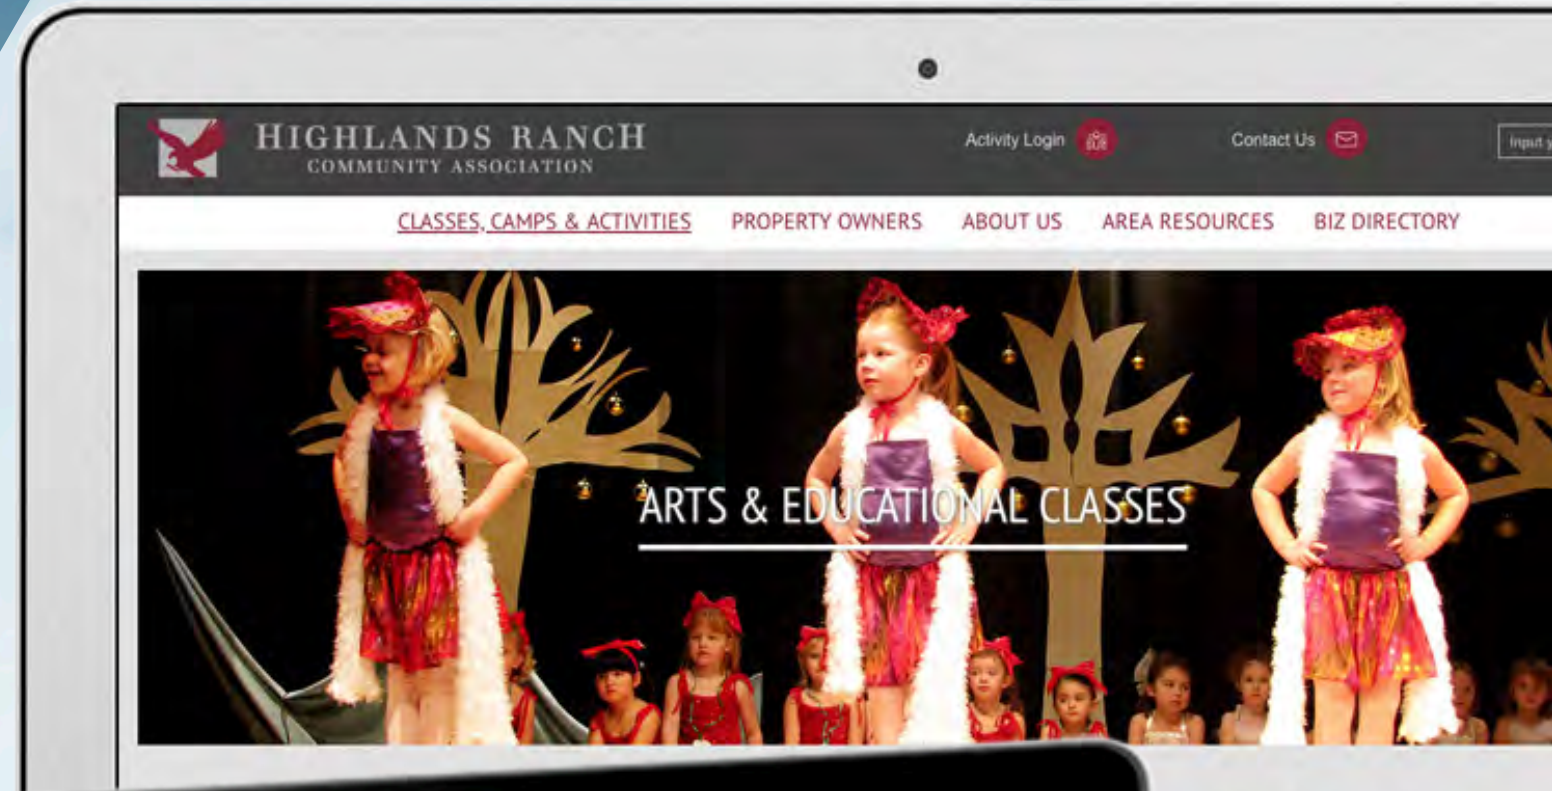 HIGHLANDS RANCH
COMMUNITY ASSOCIATION
Activity Login
Contact Us
Input
CLASSES, CAMPS & ACTIVITIES PROPERTY OWNERS ABOUT US AREA RESOURCES BIZ DIRECTORY
ARTS & EDUCATIONAL CLASSES